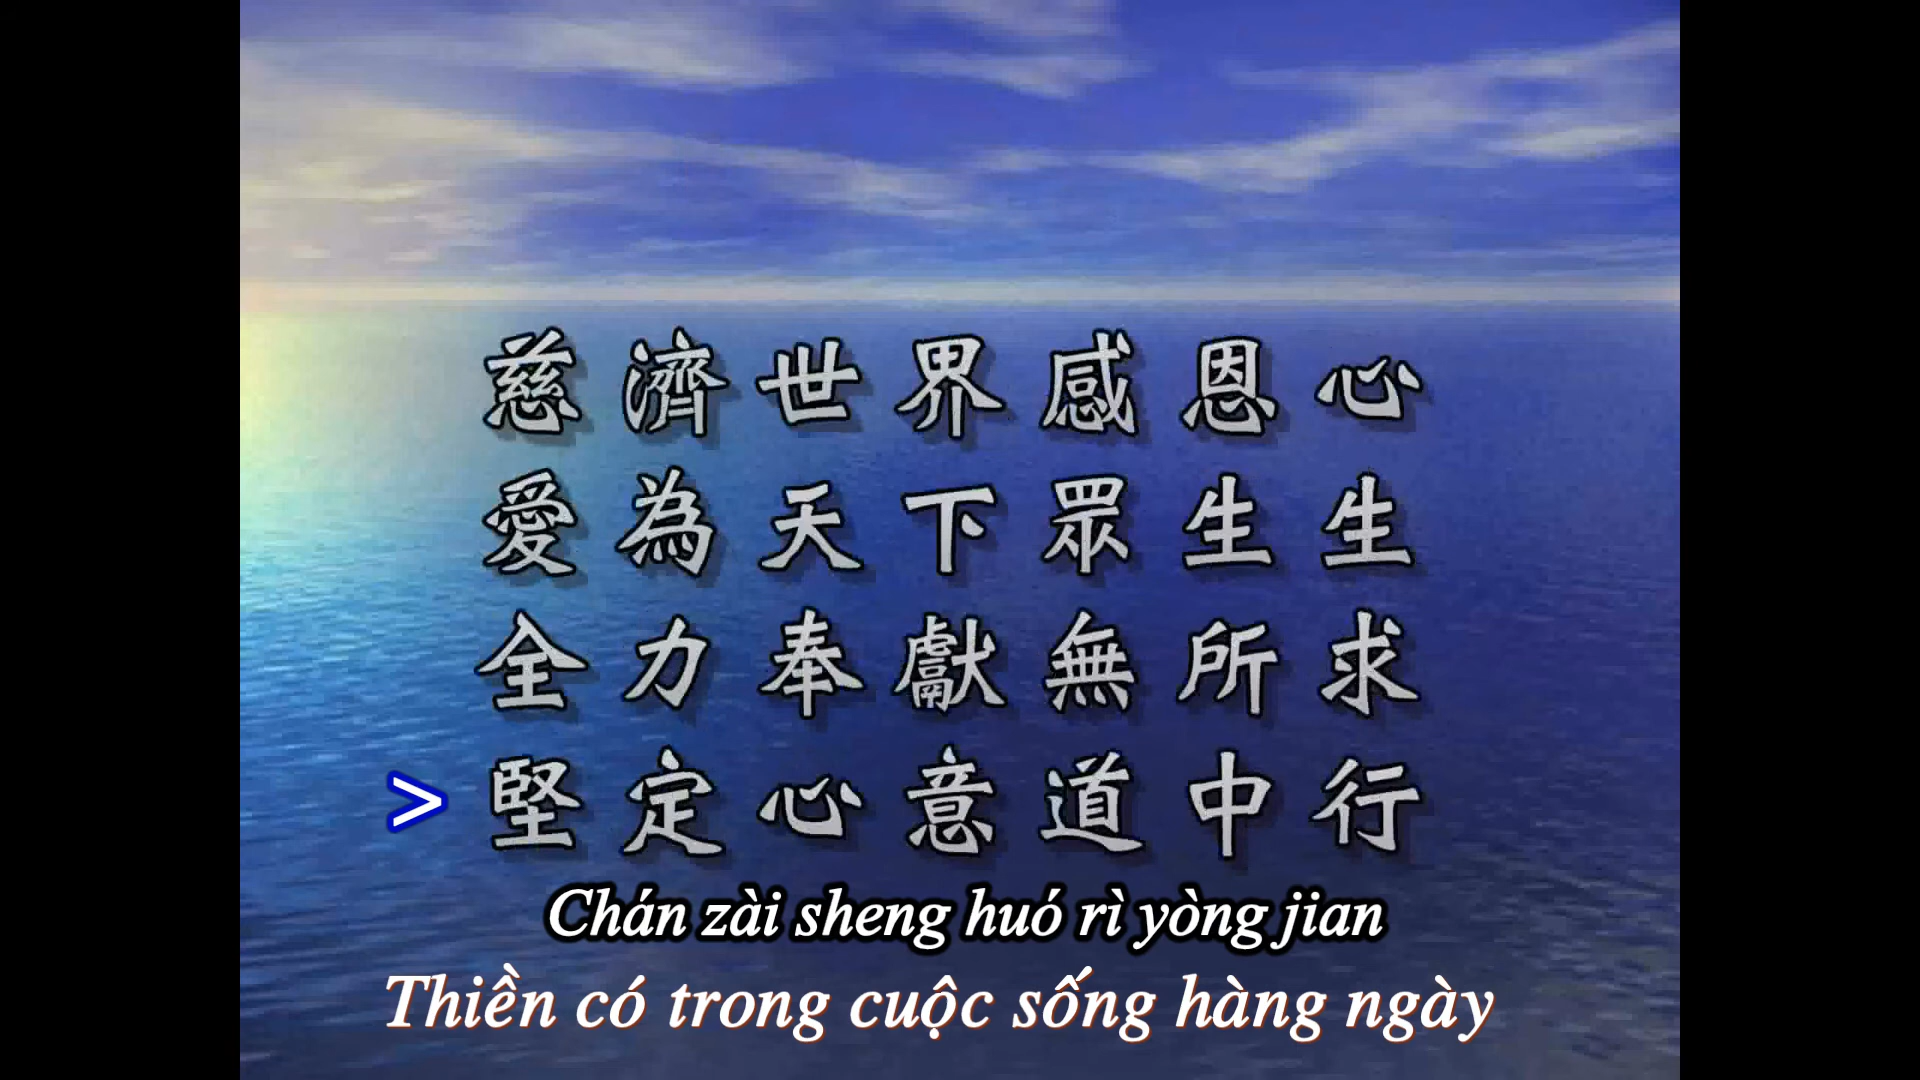 慈濟世界感恩心
愛為天下眾生生
全力奉獻無所求
> 堅定心意道中行
Chán zài sheng huó rì yòng jian
Thiền có trong cuộc sống hàng ngày